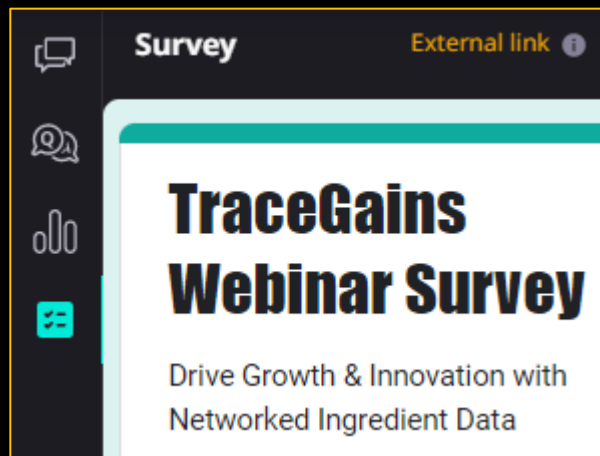 Survey
External link
TraceGains
Webinar Survey
Drive Growth & Innovation with
Networked Ingredient Data